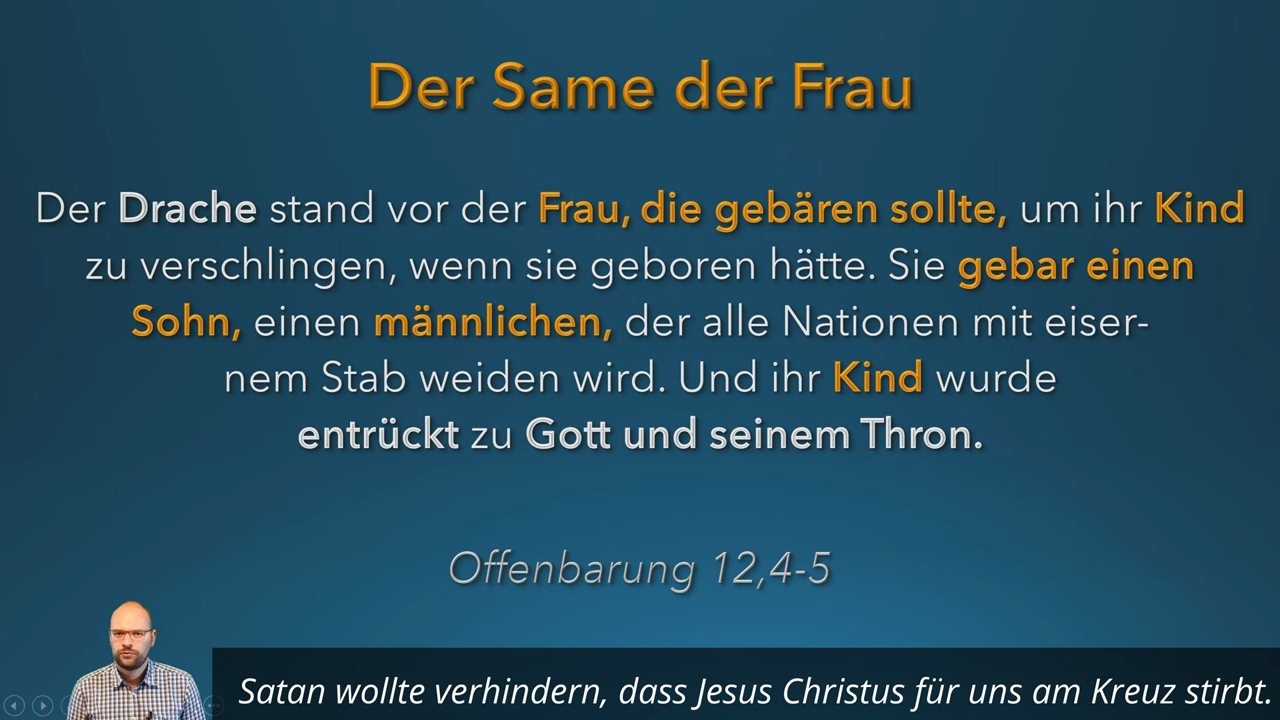 Der Same der Frau
Der Drache stand vor der Frau, die gebären sollte, um ihr Kind
zu verschlingen, wenn sie geboren hätte. Sie gebar einen
Sohn, einen männlichen, der alle Nationen mit eiser-
nem Stab weiden wird. Und ihr Kind wurde
entrückt zu Gott und seinem Thron.
Offenbarung 12,4-5
Satan wollte verhindern, dass Jesus Christus für uns am Kreuz stirbt.